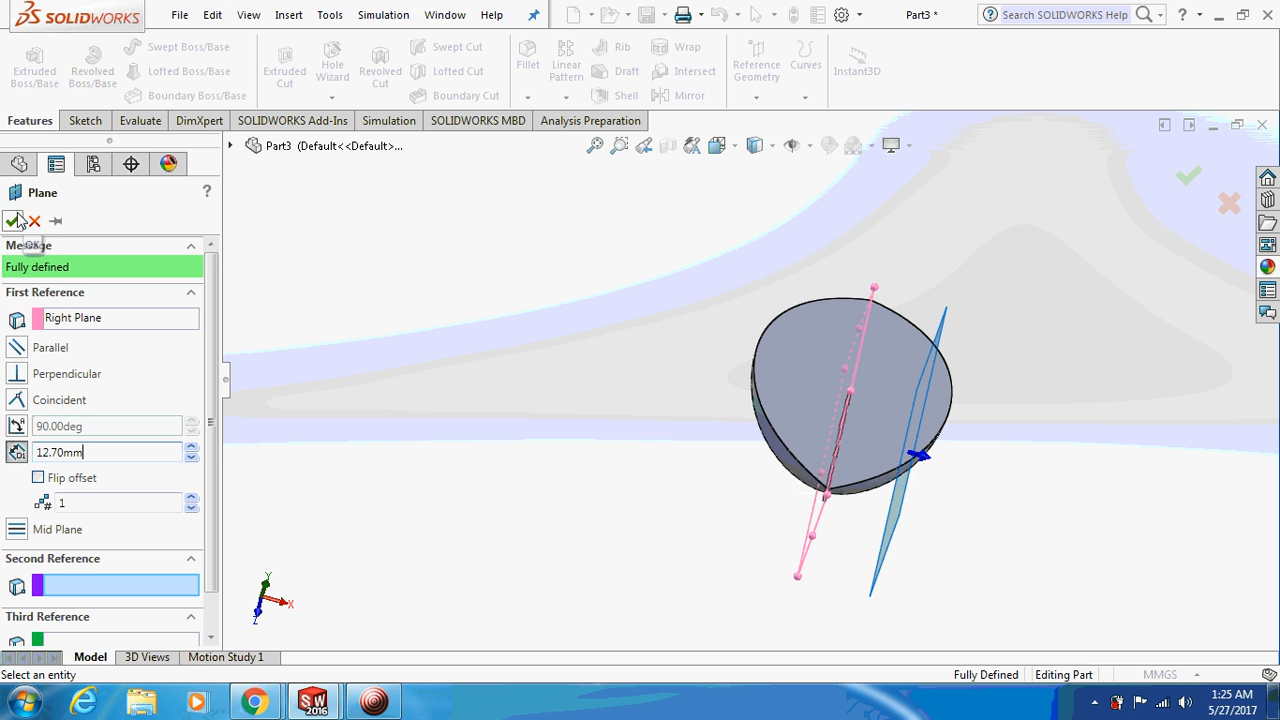 SOLIDWORKS File Edit View Insert Tools Simulation Window Help Part3 * Search SOLIDWORKS Help ?
Extruded Boss/Base
Revolved Boss/Base
Swept Boss/Base
Lofted Boss/Base
Boundary Boss/Base
Extruded Cut
Hole Wizard
Revolved Cut
Swept Cut
Lofted Cut
Boundary Cut
Fillet
Linear Pattern
Rib
Draft
Shell
Wrap
Intersect
Mirror
Reference Geometry
Curves
Instant3D
Features Sketch Evaluate DimXpert SOLIDWORKS Add-Ins Simulation SOLIDWORKS MBD Analysis Preparation
Part3 (Default<<Default>...
Plane ?
Message
OK
Fully defined
First Reference
Right Plane
Parallel
Perpendicular
Coincident
90.00deg
12.70mm
Flip offset
1
Mid Plane
Second Reference
Third Reference
Y
X
Z
Model 3D Views Motion Study 1
Select an entity Fully Defined Editing Part MMGS
SW
2016
1:25 AM
5/27/2017